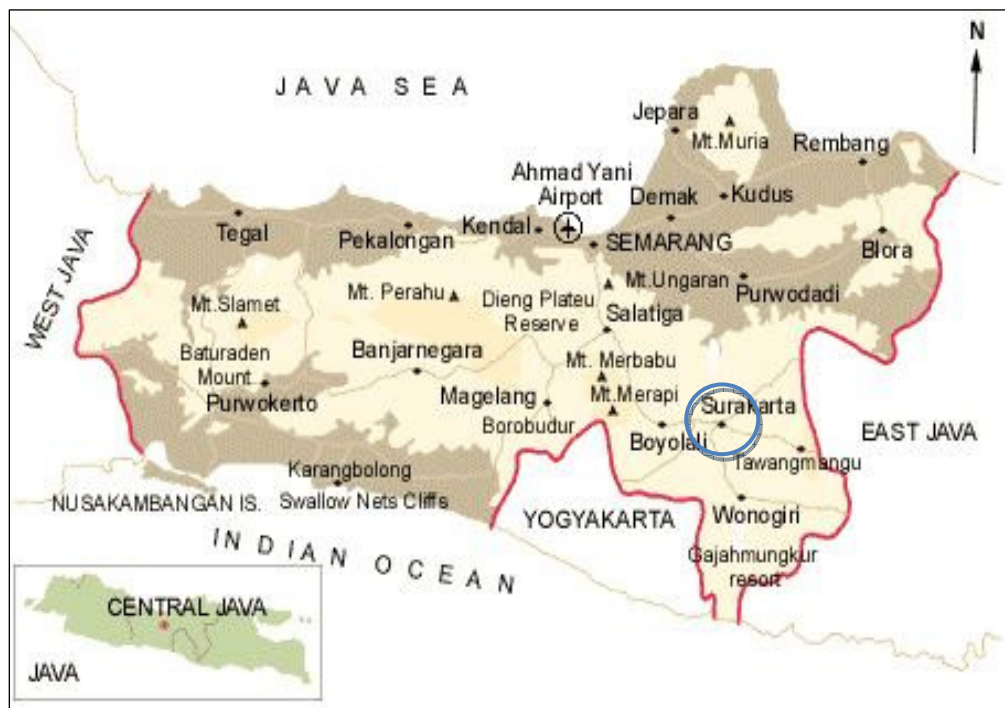 N
JAVA SEA
Jepara
Mt.Muria
Rembang
Ahmad Yani
Airport
Demak
Kudus
Tegal
Pekalongan
Kendal
SEMARANG
Blora
WEST JAVA
Mt.Slamet
Mt. Perahu
Dieng Plateu
Reserve
Mt.Ungaran
Purwodadi
Salatiga
Baturaden
Mount
Banjarnegara
Mt. Merbabu
Purwokerto
Magelang
Mt.Merapi
Surakarta
Borobudur
Boyolali
EAST JAVA
Tawangmangu
Karangbolong
Swallow Nets Cliffs
NUSAKAMBANGAN IS.
YOGYAKARTA
Wonogiri
INDIAN OCEAN
Gajahmungkur
resort
CENTRAL JAVA
JAVA